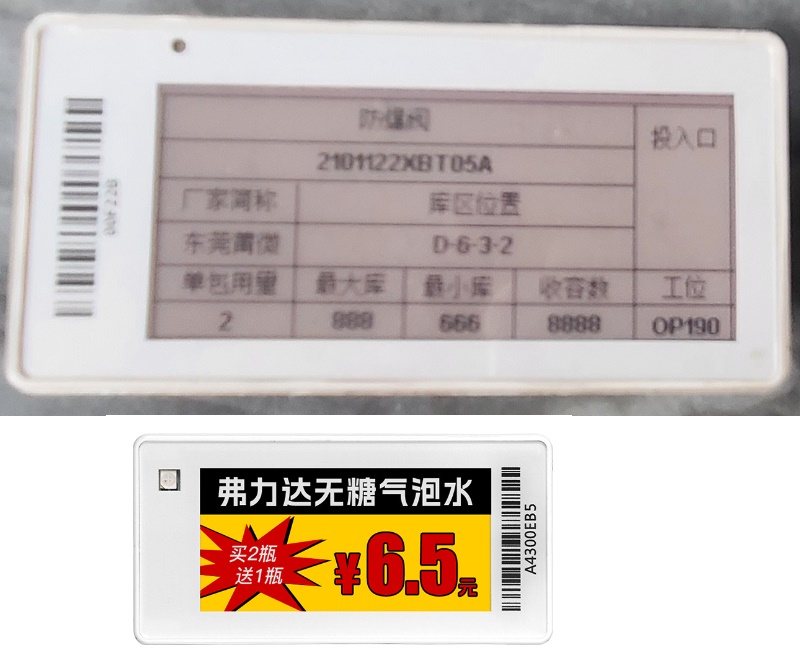 防爆阀
投入口
2101122XBT05A
厂家简称 库区位置
东莞莆微 D-6-3-2
单包用量 最大库 最小库 收容数 工位
2 888 666 8888 OP190
弗力达无糖气泡水
买2瓶
送1瓶
¥6.5元
A4300EB5